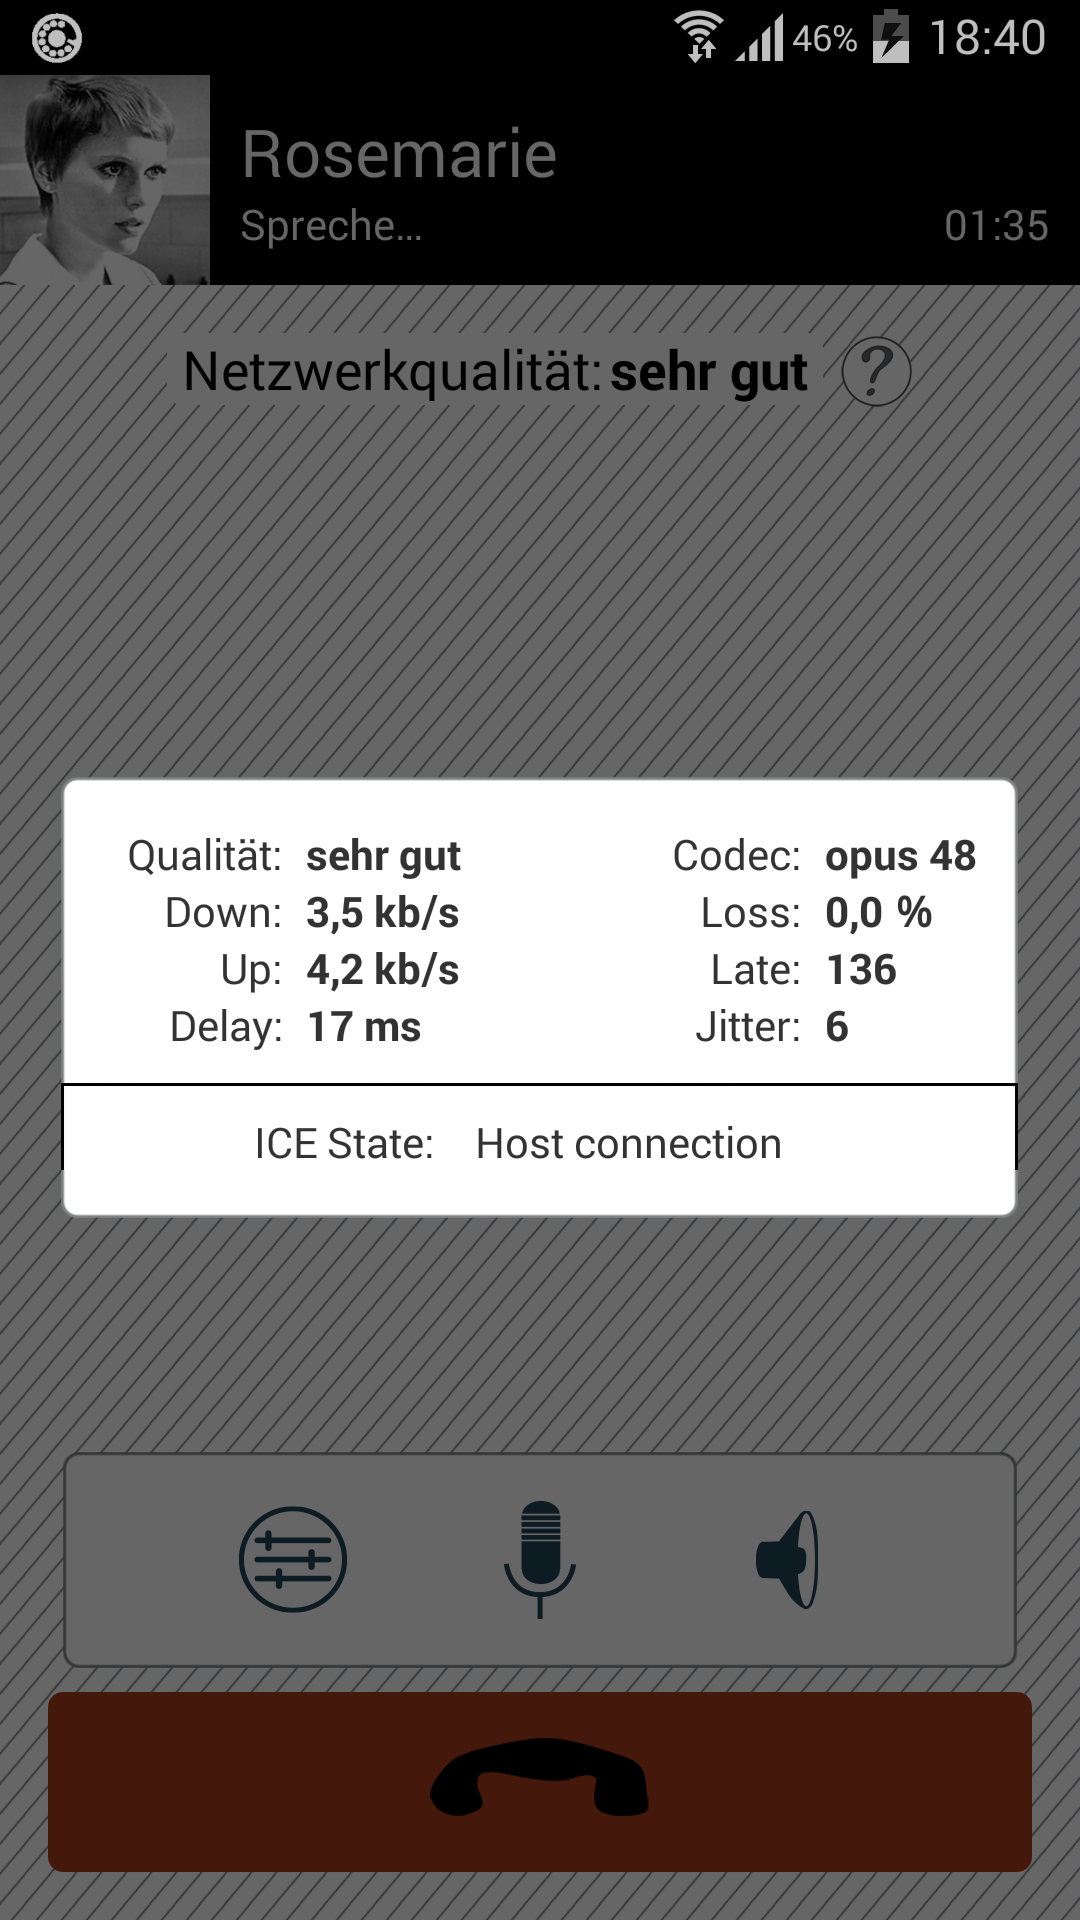 46% 18:40
Rosemarie
Spreche... 01:35
Netzwerkqualität: sehr gut ?
Qualität: sehr gut Codec: opus 48
Down: 3,5 kb/s Loss: 0,0 %
Up: 4,2 kb/s Late: 136
Delay: 17 ms Jitter: 6
ICE State: Host connection